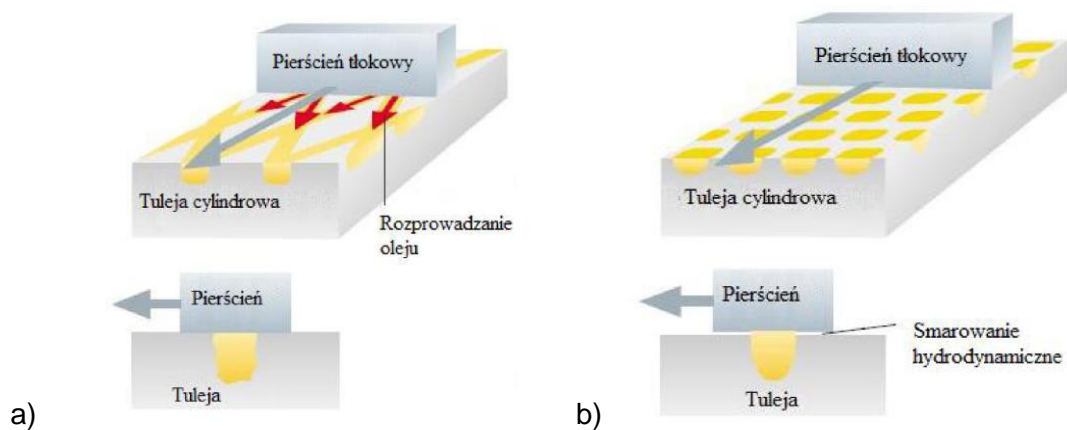 Pierścień tłokowy
Tuleja cylindrowa
Rozprowadzanie
oleju
Pierścień
Tuleja
a)
Pierścień tłokowy
Tuleja cylindrowa
Pierścień
Smarowanie
hydrodynamiczne
Tuleja
b)